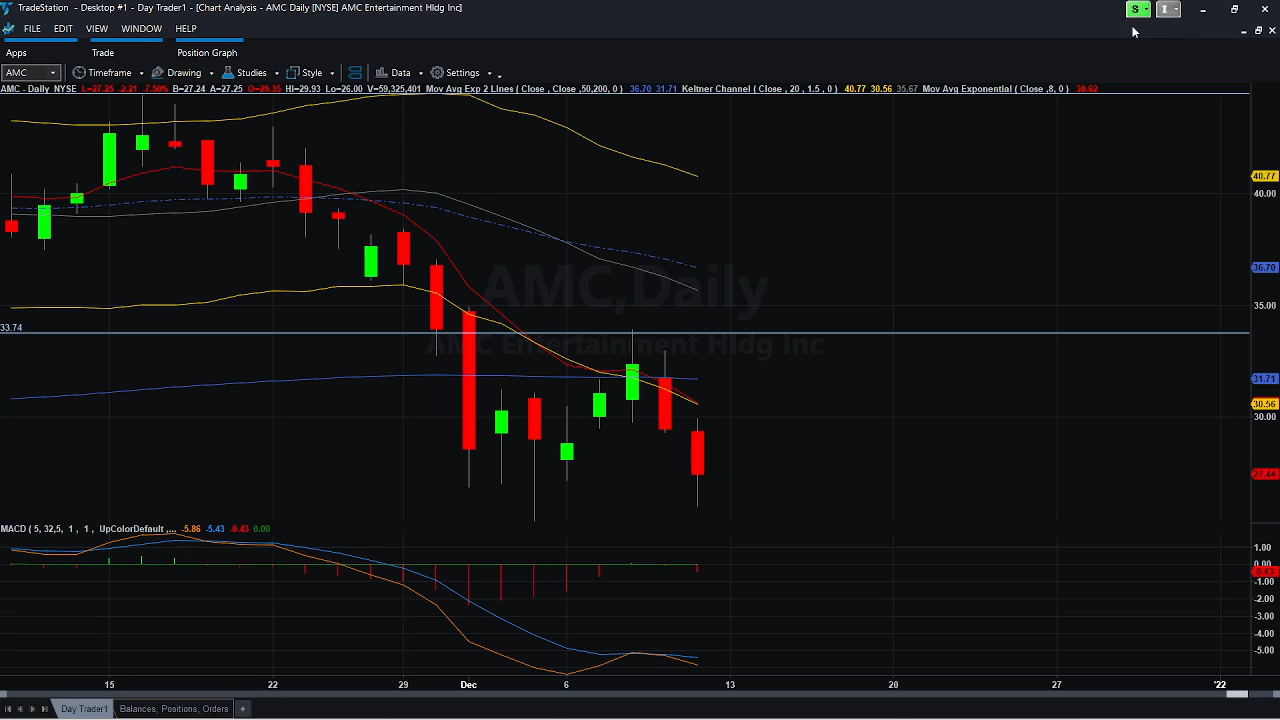 TradeStation - Desktop #1 - Day Trader1 - [Chart Analysis - AMC Daily [NYSE] AMC Entertainment Hldg Inc]
S I
FILE EDIT VIEW WINDOW HELP
Apps Trade Position Graph
AMC Timeframe Drawing Studies Style Data Settings
AMC - Daily NYSE L=27.25 -2.21 -7.50% B=27.24 A=27.25 O=29.35 Hi=29.93 Lo=26.00 V=59,325,401 Mov Avg Exp 2 Lines ( Close , Close ,50,200, 0 ) 36.70 31.71 Keltner Channel ( Close , 20 , 1.5 , 0 ) 40.77 30.56 35.67 Mov Avg Exponential ( Close ,8, 0 ) 30.62
40.77
40.00
36.70
AMC,Daily
35.00
33.74
AMC Entertainment Hldg Inc
31.71
30.56
30.00
27.44
MACD ( 5, 32,5, 1 , 1 , UpColorDefault ,... -5.86 -5.43 -0.43 0.00
1.00
0.00
-0.43
-1.00
-2.00
-3.00
-4.00
-5.00
15 22 29 Dec 6 13 20 27 '22
Day Trader1 Balances, Positions, Orders +